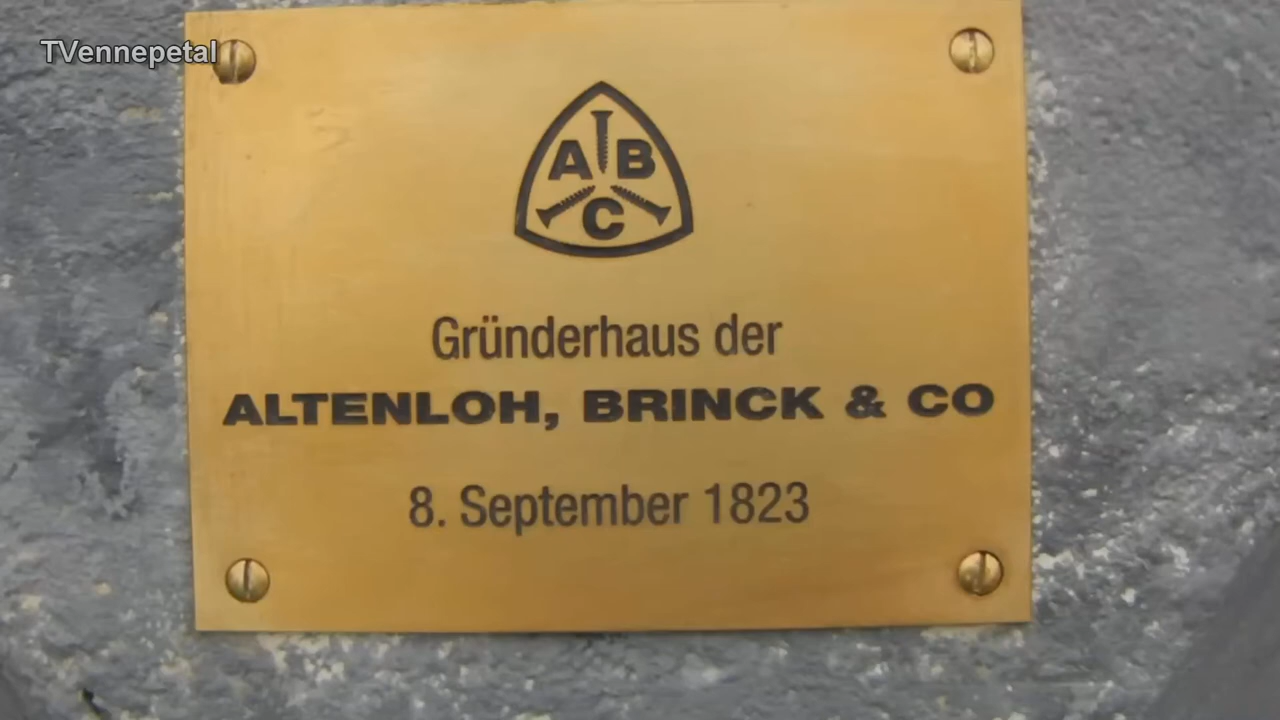 TVennepetal
A B
C
Gründerhaus der
ALTENLOH, BRINCK & CO
8. September 1823